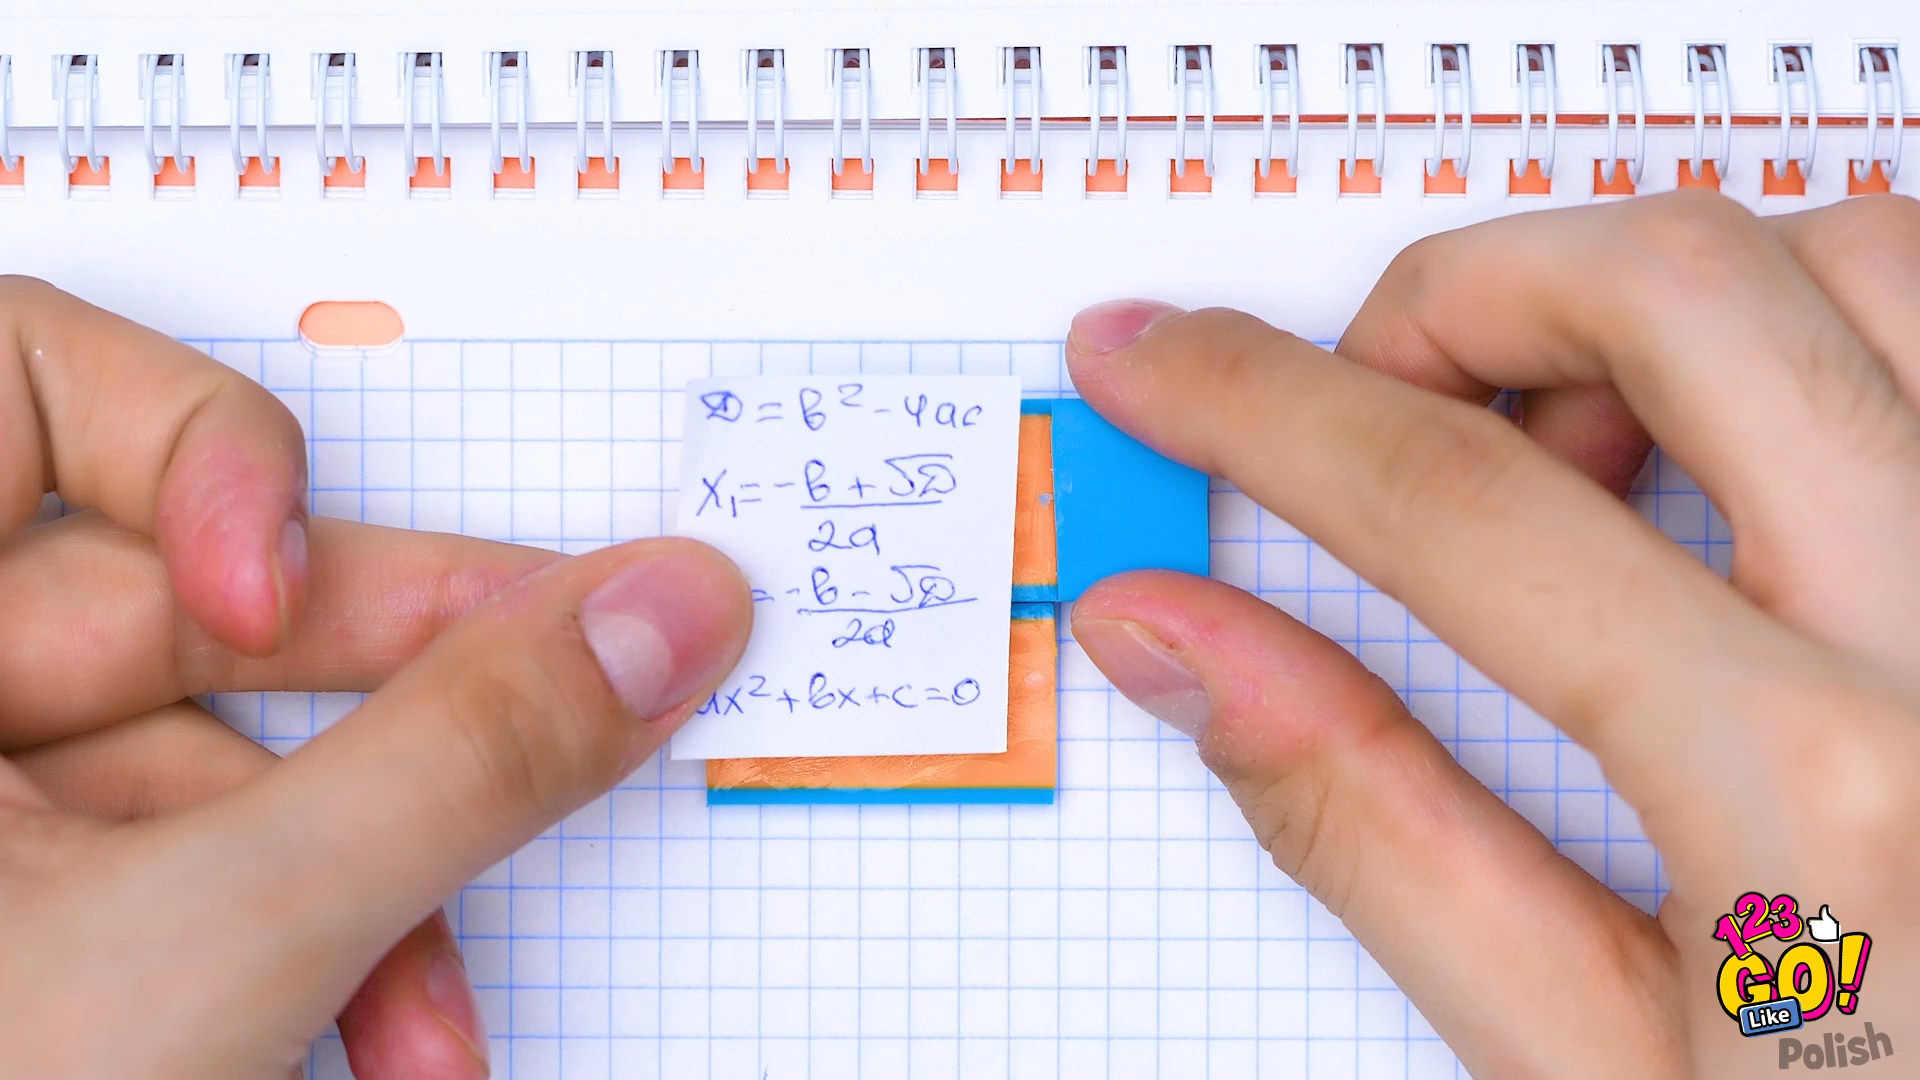 D = b² - 4ac
x₁ = -b + √D
2a
= -b - √D
2a
ax² + bx + c = 0
123
GO!
Like
Polish